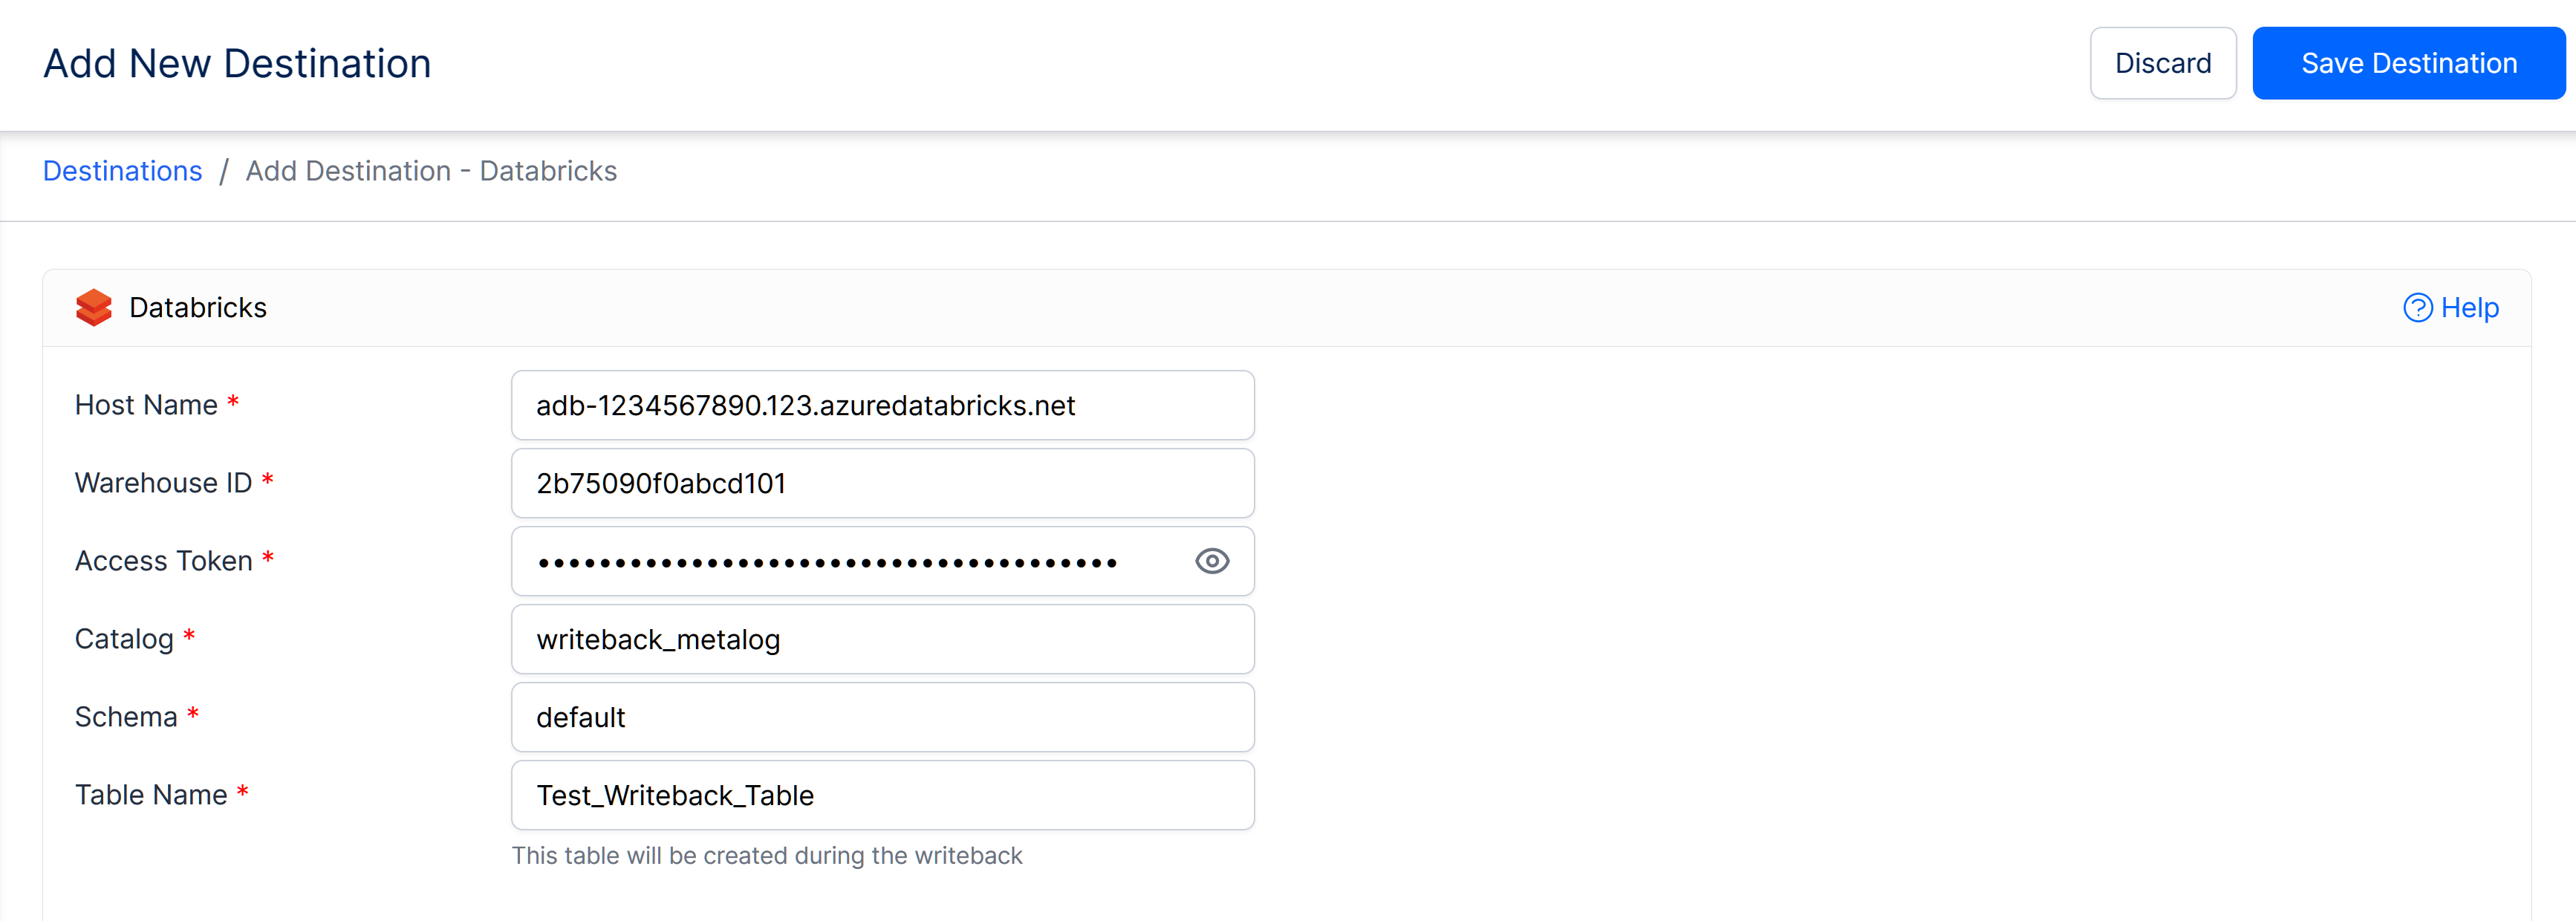 Add New Destination
Discard
Save Destination
Destinations / Add Destination - Databricks
Databricks
Help
Host Name *
adb-1234567890.123.azuredatabricks.net
Warehouse ID *
2b75090f0abcd101
Access Token *
••••••••••••••••••••••••••••••••••••••
Catalog *
writeback_metalog
Schema *
default
Table Name *
Test_Writeback_Table
This table will be created during the writeback